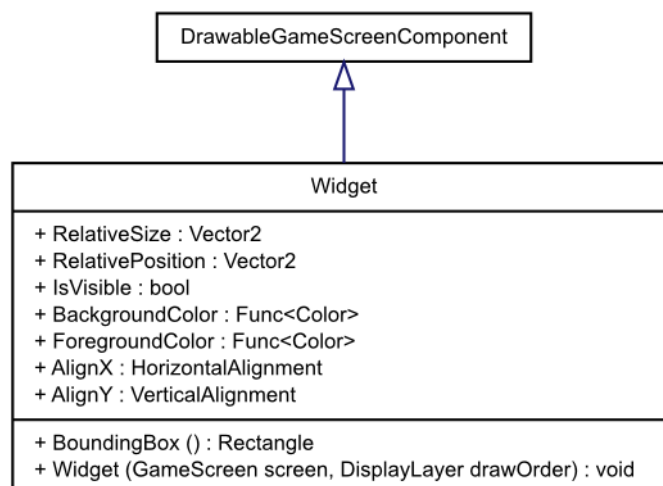 DrawableGameScreenComponent
Widget
+ RelativeSize : Vector2
+ RelativePosition : Vector2
+ IsVisible : bool
+ BackgroundColor : Func<Color>
+ ForegroundColor : Func<Color>
+ AlignX : HorizontalAlignment
+ AlignY : VerticalAlignment
+ BoundingBox () : Rectangle
+ Widget (GameScreen screen, DisplayLayer drawOrder) : void